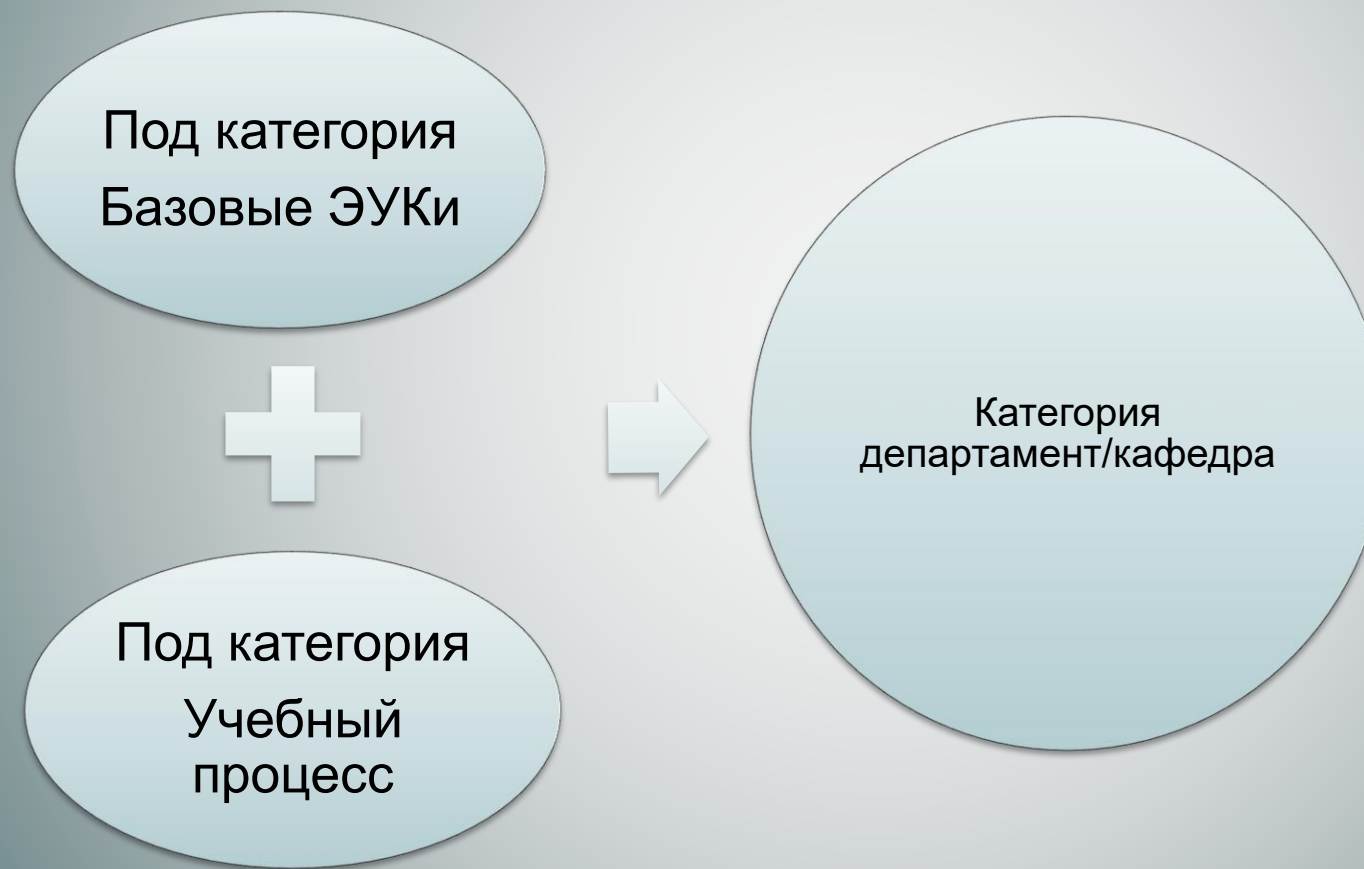 Под категория
Базовые ЭУКи
Категория
департамент/кафедра
Под категория
Учебный
процесс